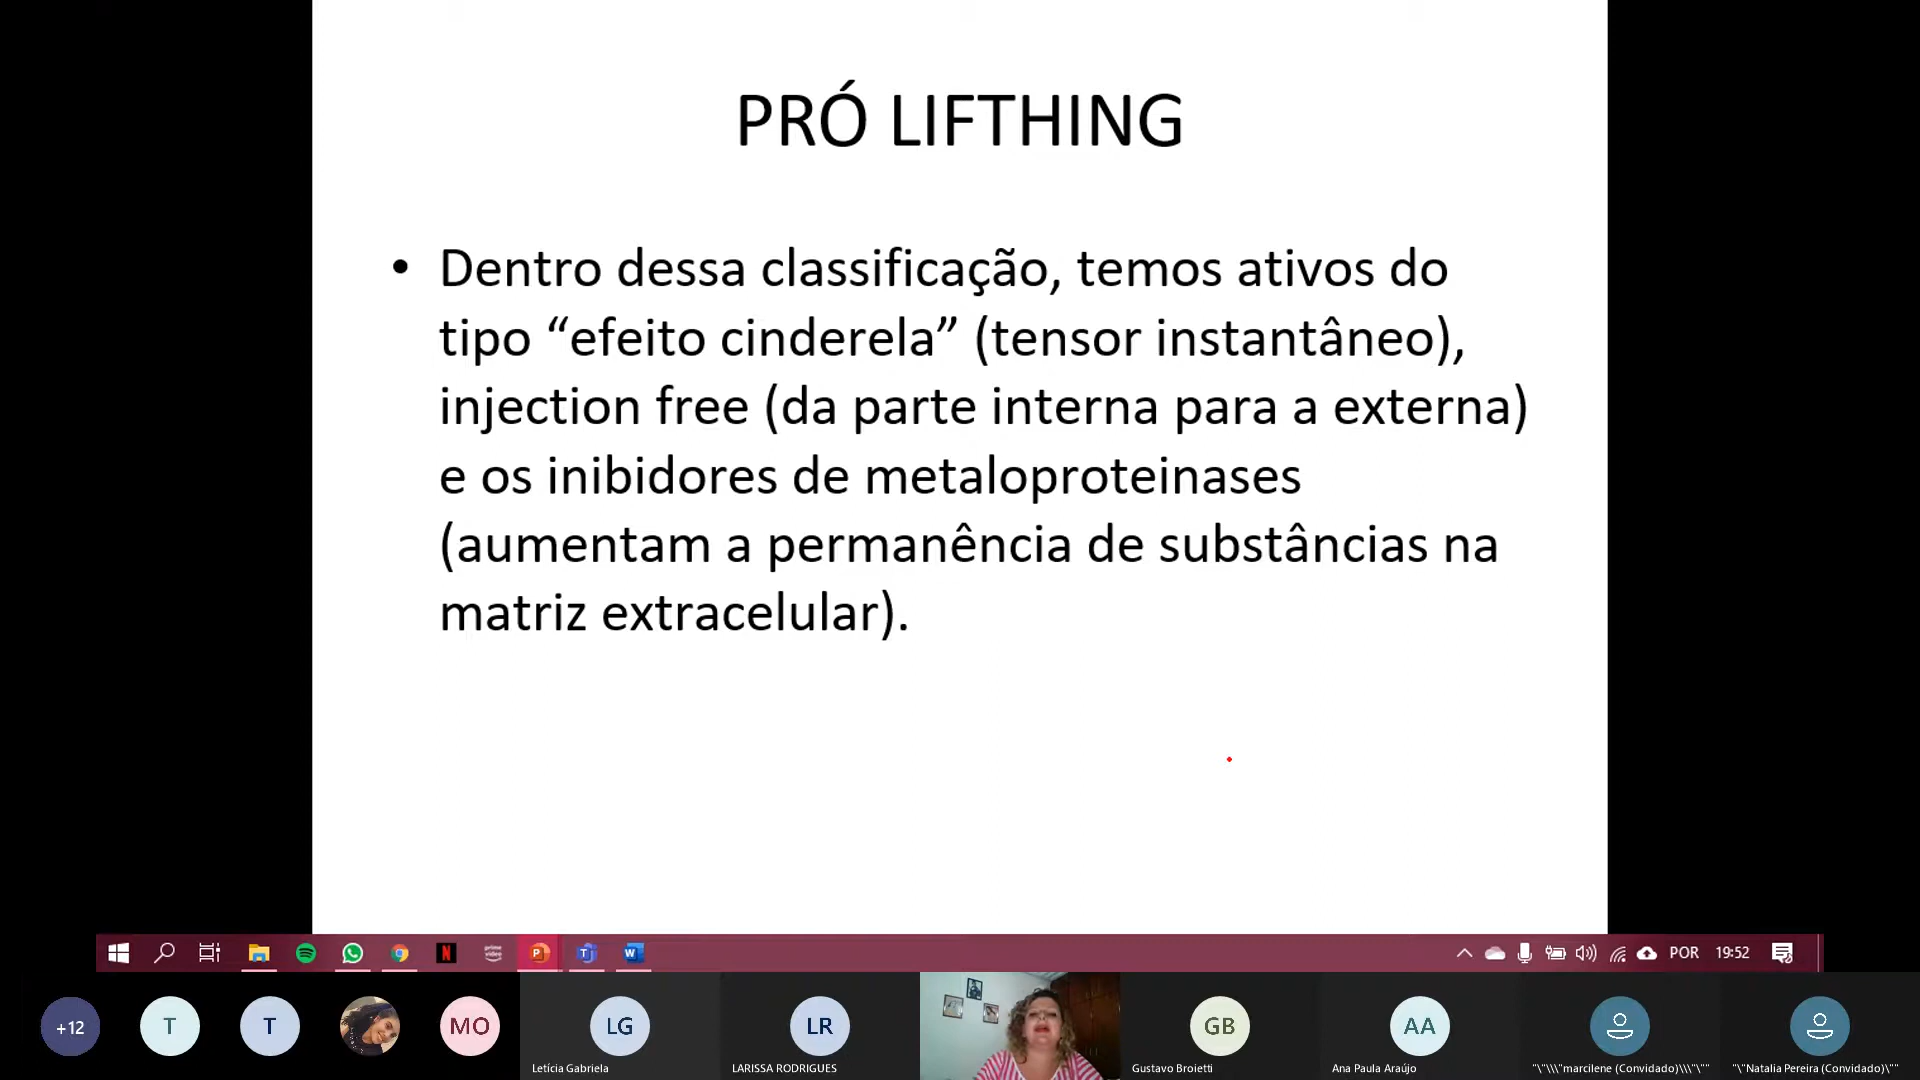 PRÓ LIFTHING
• Dentro dessa classificação, temos ativos do
tipo “efeito cinderela” (tensor instantâneo),
injection free (da parte interna para a externa)
e os inibidores de metaloproteinases
(aumentam a permanência de substâncias na
matriz extracelular).
POR 19:52
+12 T T MO LG LR GB AA
Letícia Gabriela LARISSA RODRIGUES Gustavo Broietti Ana Paula Araújo "\"\\\"marcilene (Convidado)\\\"\"" "\"Natalia Pereira (Convidado)\""